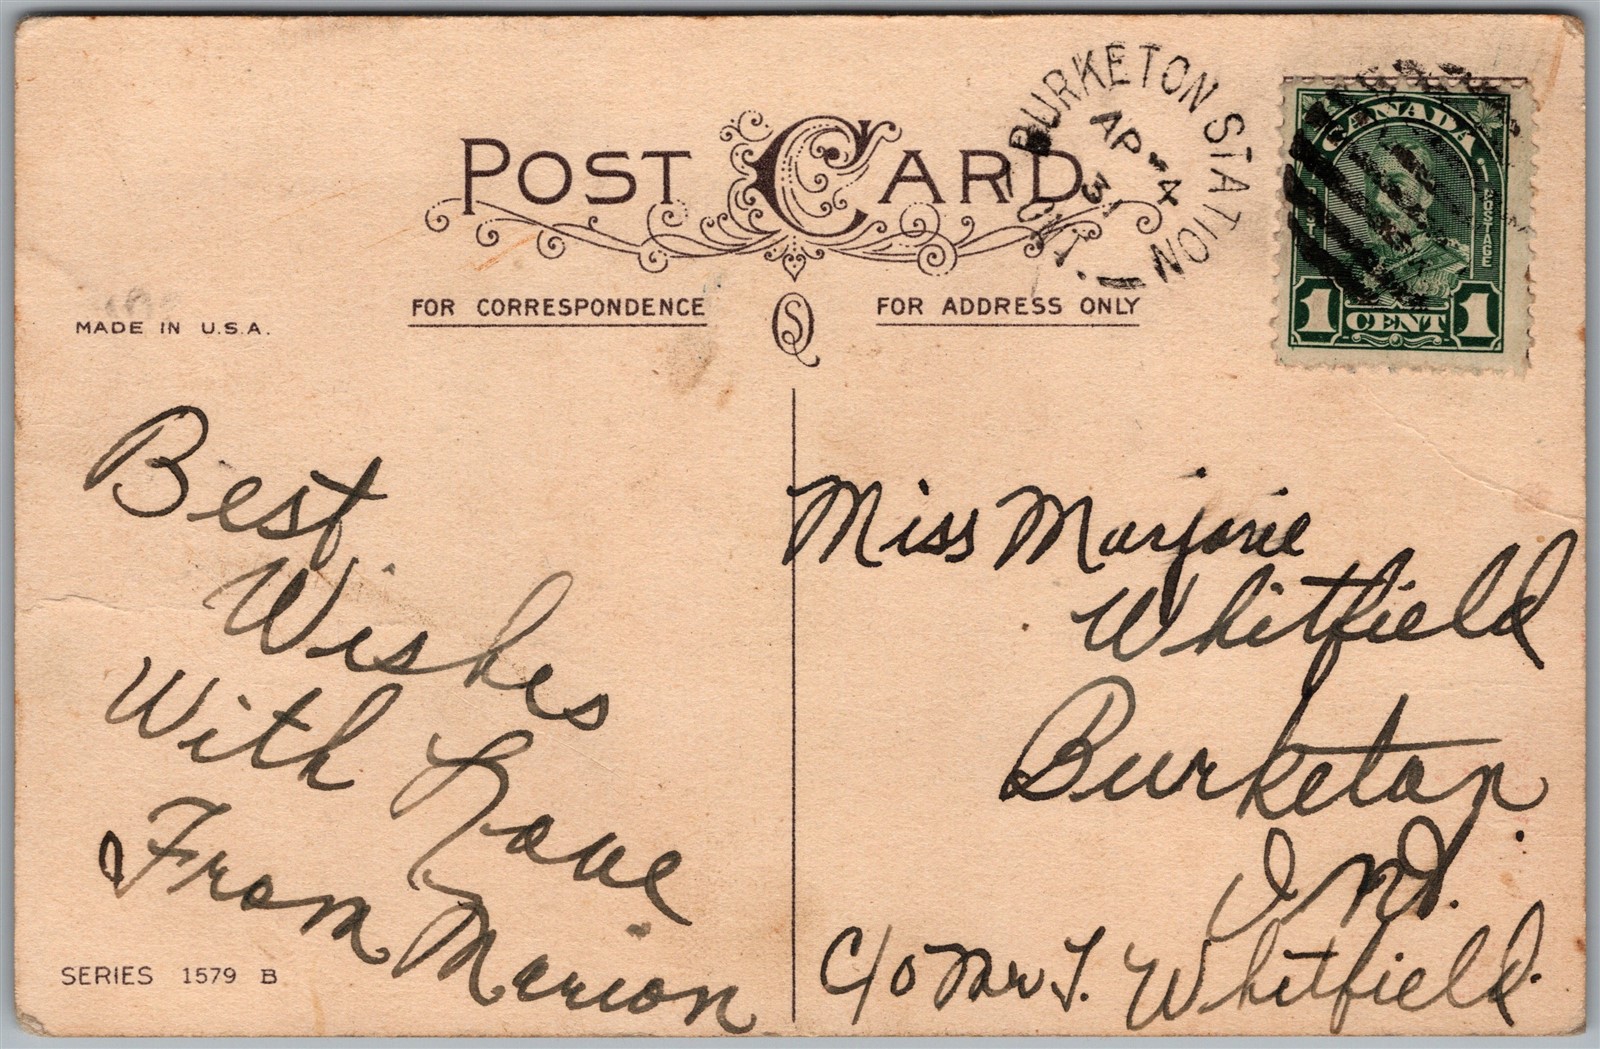 POST CARD
BURKETON STATION
AP-4
31
ONT.
CANADA
POSTAGE
1 CENT 1
FOR CORRESPONDENCE
FOR ADDRESS ONLY
MADE IN U.S.A.
Best
Wishes
With Love
From Marion
SERIES 1579 B
Miss Marjorie
Whitfield
Burketon
Ont.
C/o Mr J. Whitfield.